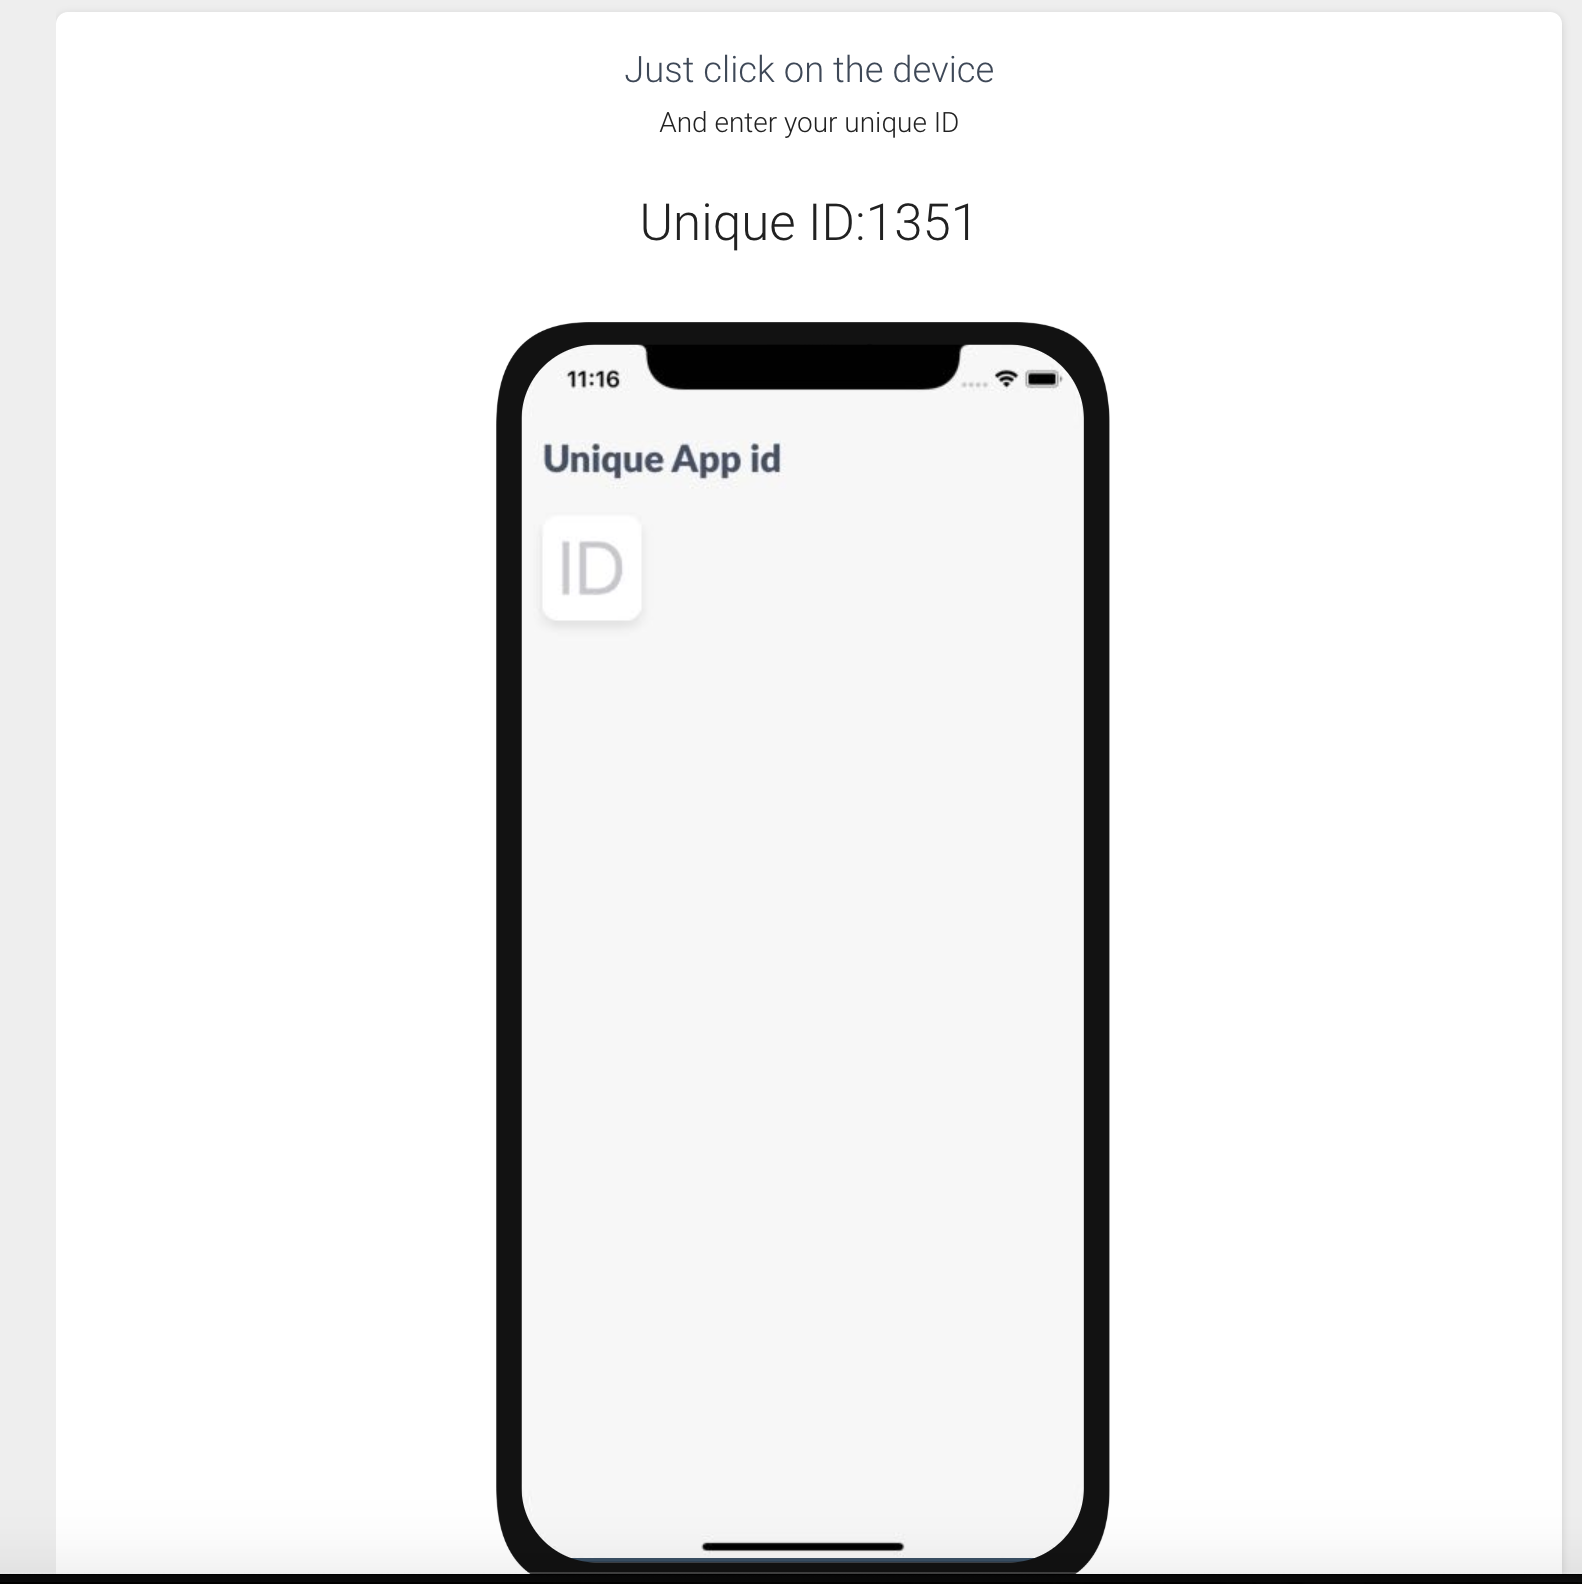 Just click on the device
And enter your unique ID
Unique ID:1351
11:16
Unique App id
ID